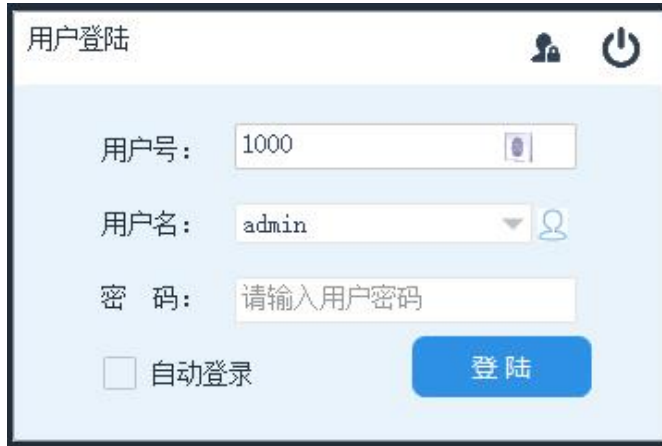 用户登陆
用户号： 1000
用户名： admin
密 码： 请输入用户密码
自动登录 登陆